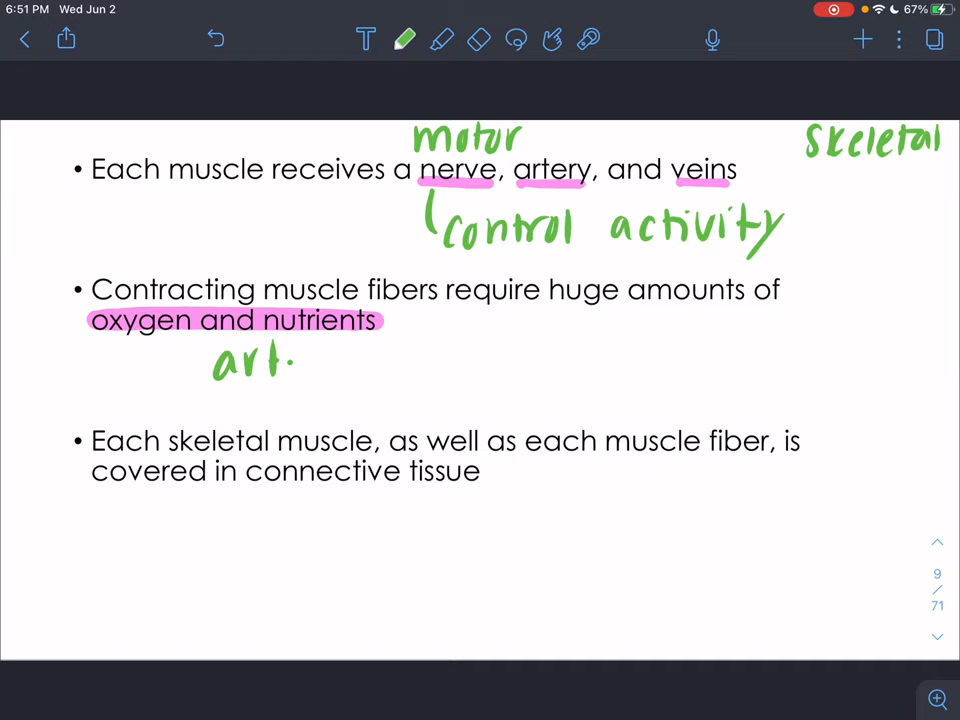 6:51 PM Wed Jun 2
67%
T
motor
skeletal
• Each muscle receives a nerve, artery, and veins
control activity
• Contracting muscle fibers require huge amounts of
oxygen and nutrients
art.
• Each skeletal muscle, as well as each muscle fiber, is
covered in connective tissue
9
/
71